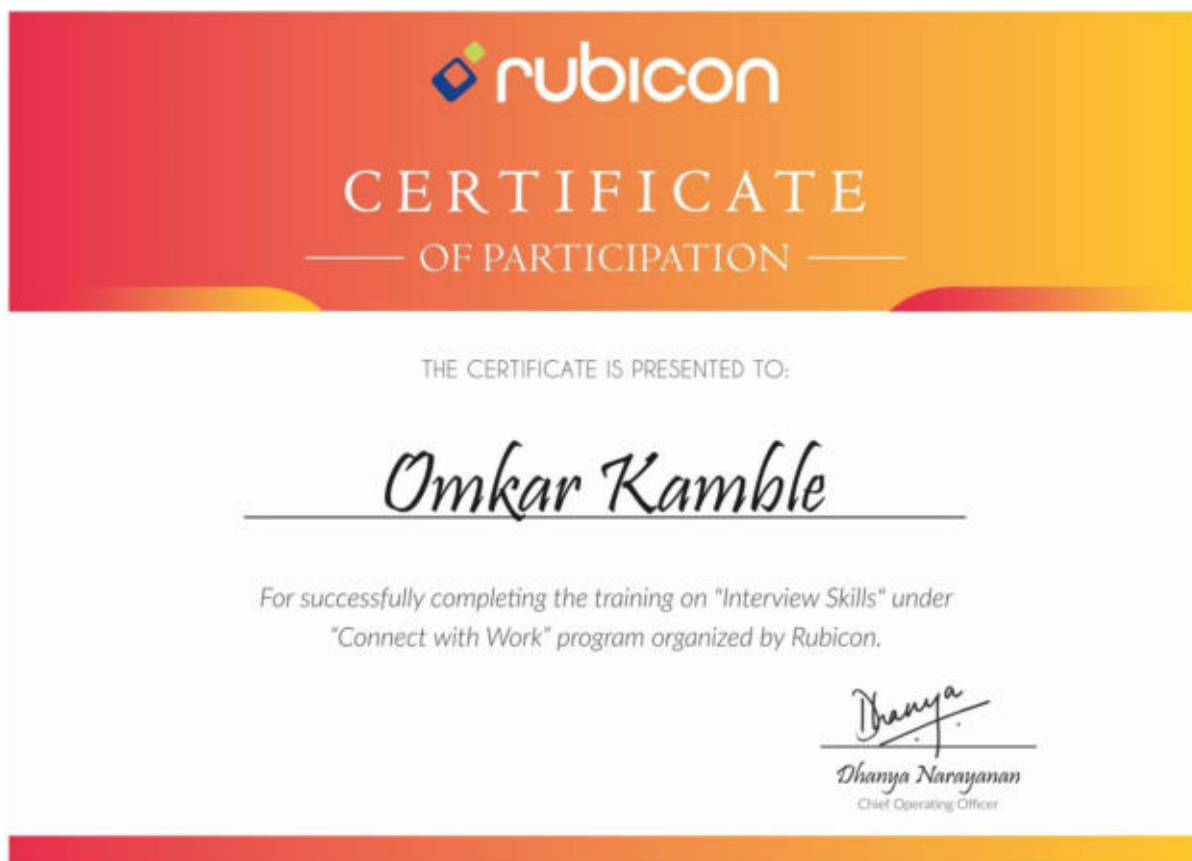 rubicon
CERTIFICATE
OF PARTICIPATION
THE CERTIFICATE IS PRESENTED TO:
Omkar Kamble
For successfully completing the training on "Interview Skills" under
"Connect with Work" program organized by Rubicon.
Dhanya
Dhanya Narayanan
Chief Operating Officer